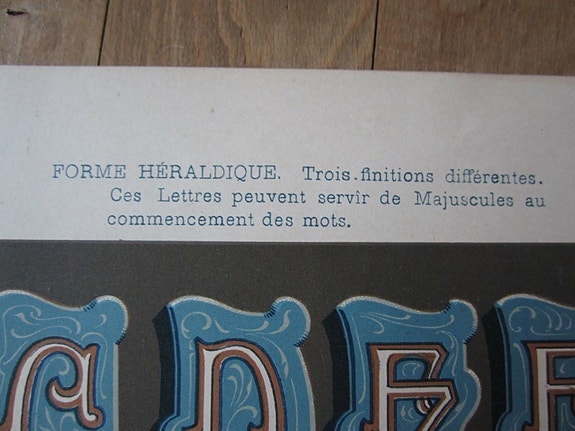 FORME HÉRALDIQUE. Trois finitions différentes.
Ces Lettres peuvent servir de Majuscules au
commencement des mots.
C D E F